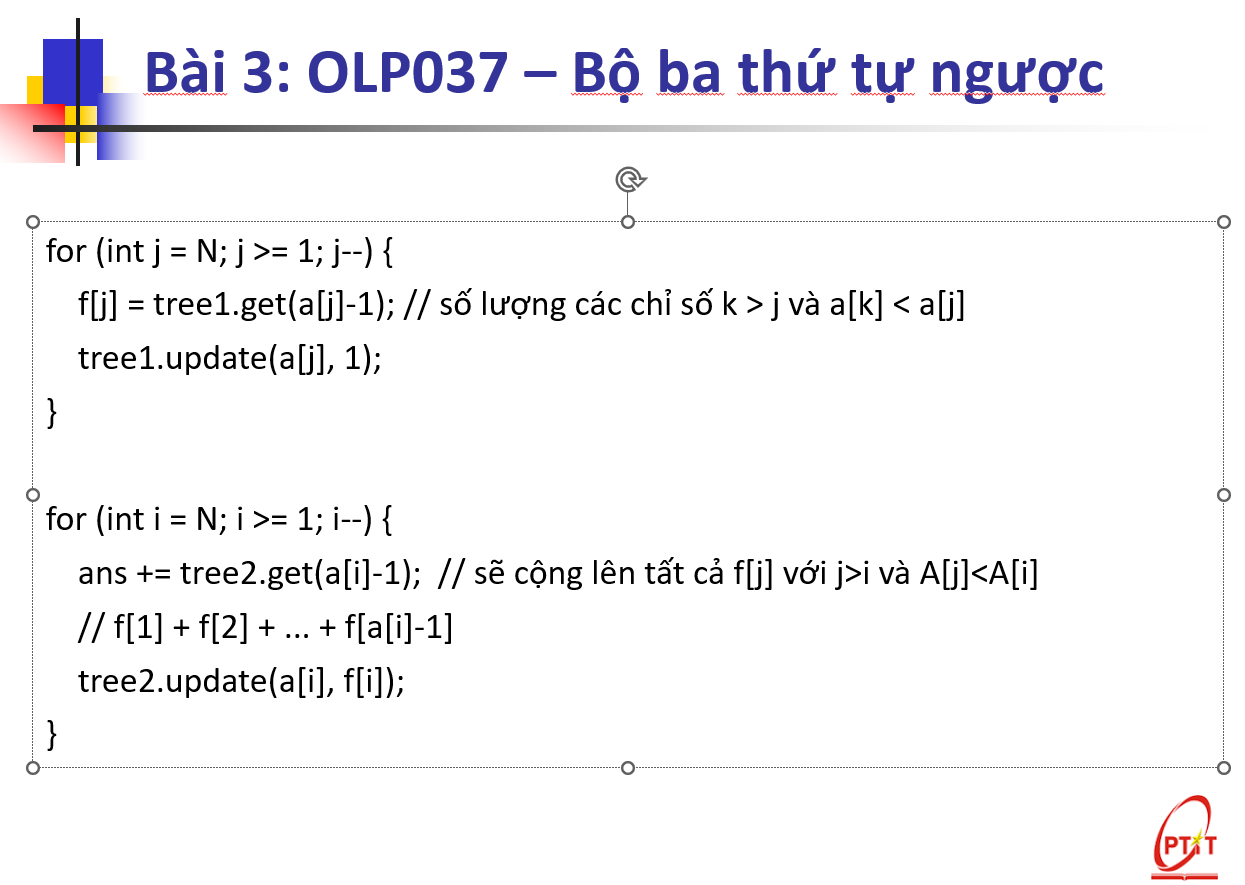 Bài 3: OLP037 – Bộ ba thứ tự ngược
for (int j = N; j >= 1; j--) {
f[j] = tree1.get(a[j]-1); // số lượng các chỉ số k > j và a[k] < a[j]
tree1.update(a[j], 1);
}
for (int i = N; i >= 1; i--) {
ans += tree2.get(a[i]-1);  // sẽ cộng lên tất cả f[j] với j>i và A[j]<A[i]
// f[1] + f[2] + ... + f[a[i]-1]
tree2.update(a[i], f[i]);
}
PTIT